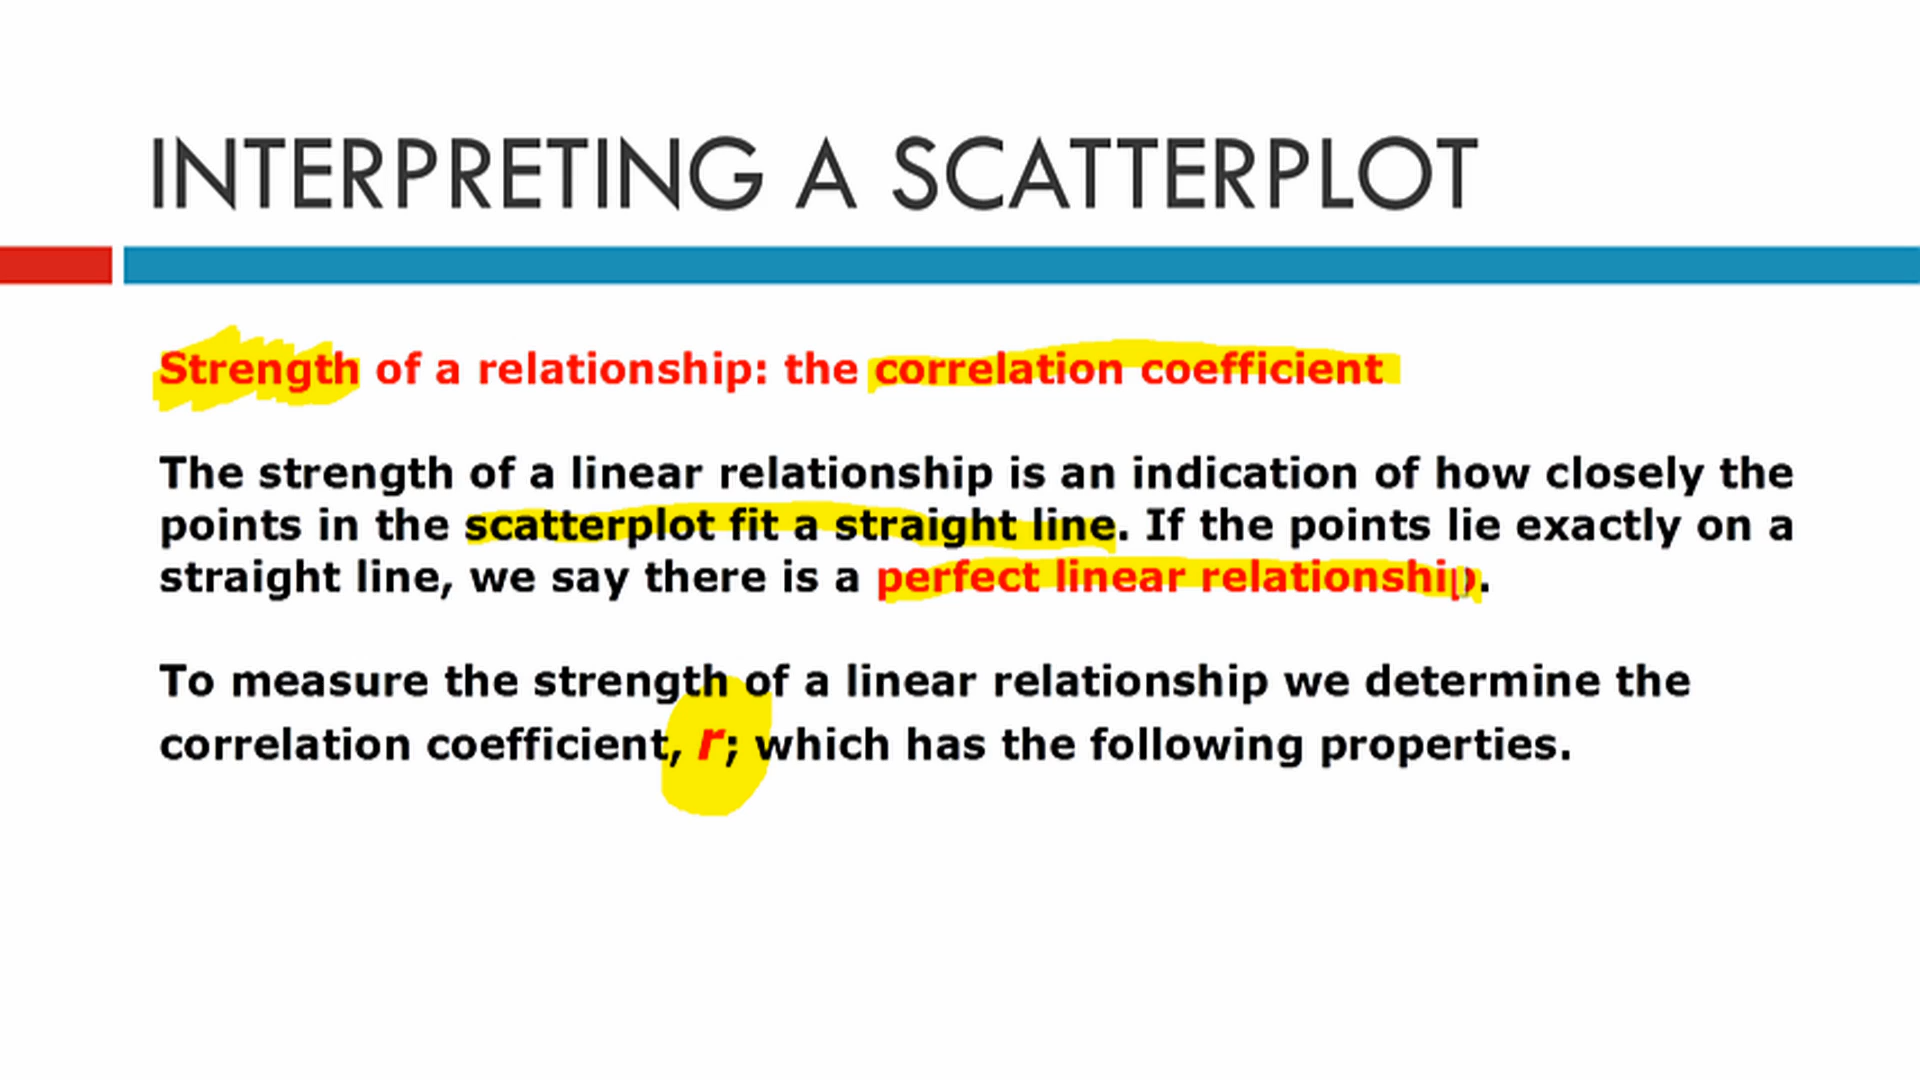 INTERPRETING A SCATTERPLOT
Strength of a relationship: the correlation coefficient
The strength of a linear relationship is an indication of how closely the
points in the scatterplot fit a straight line. If the points lie exactly on a
straight line, we say there is a perfect linear relationship.
To measure the strength of a linear relationship we determine the
correlation coefficient, r; which has the following properties.